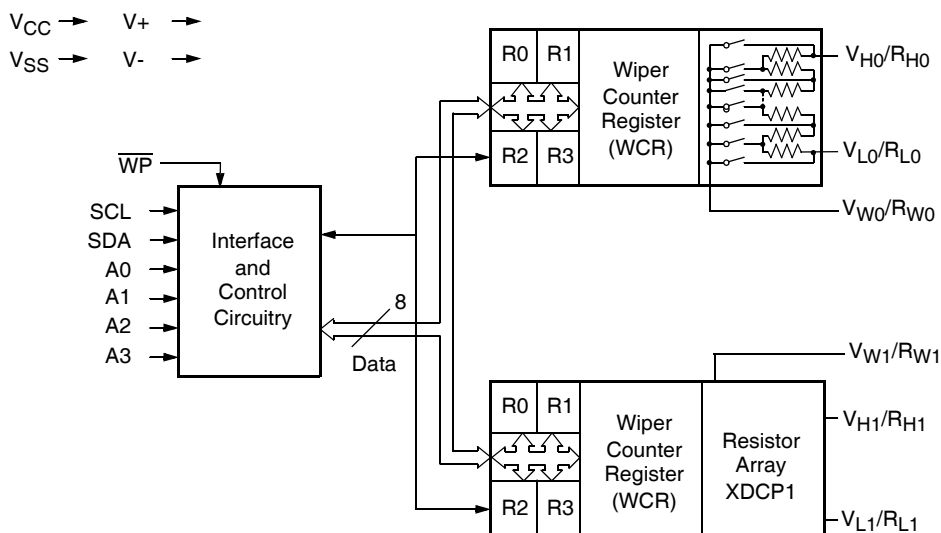 VCC V+
VSS V-
WP
SCL
SDA
A0
A1
A2
A3
Interface
and
Control
Circuitry
8
Data
R0 R1
R2 R3
Wiper
Counter
Register
(WCR)
VH0/RH0
VL0/RL0
VW0/RW0
R0 R1
R2 R3
Wiper
Counter
Register
(WCR)
Resistor
Array
XDCP1
VW1/RW1
VH1/RH1
VL1/RL1